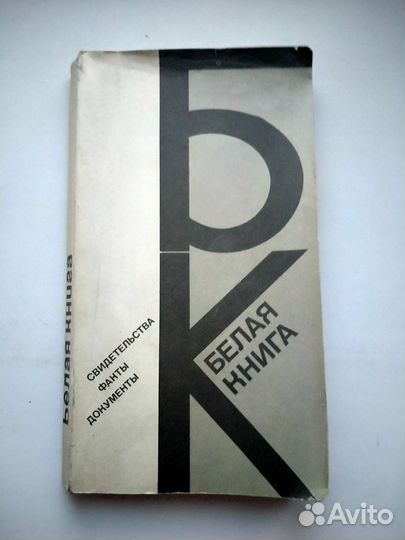 Б
К
БЕЛАЯ
КНИГА
СВИДЕТЕЛЬСТВА
ФАКТЫ
ДОКУМЕНТЫ
Белая книга
Avito